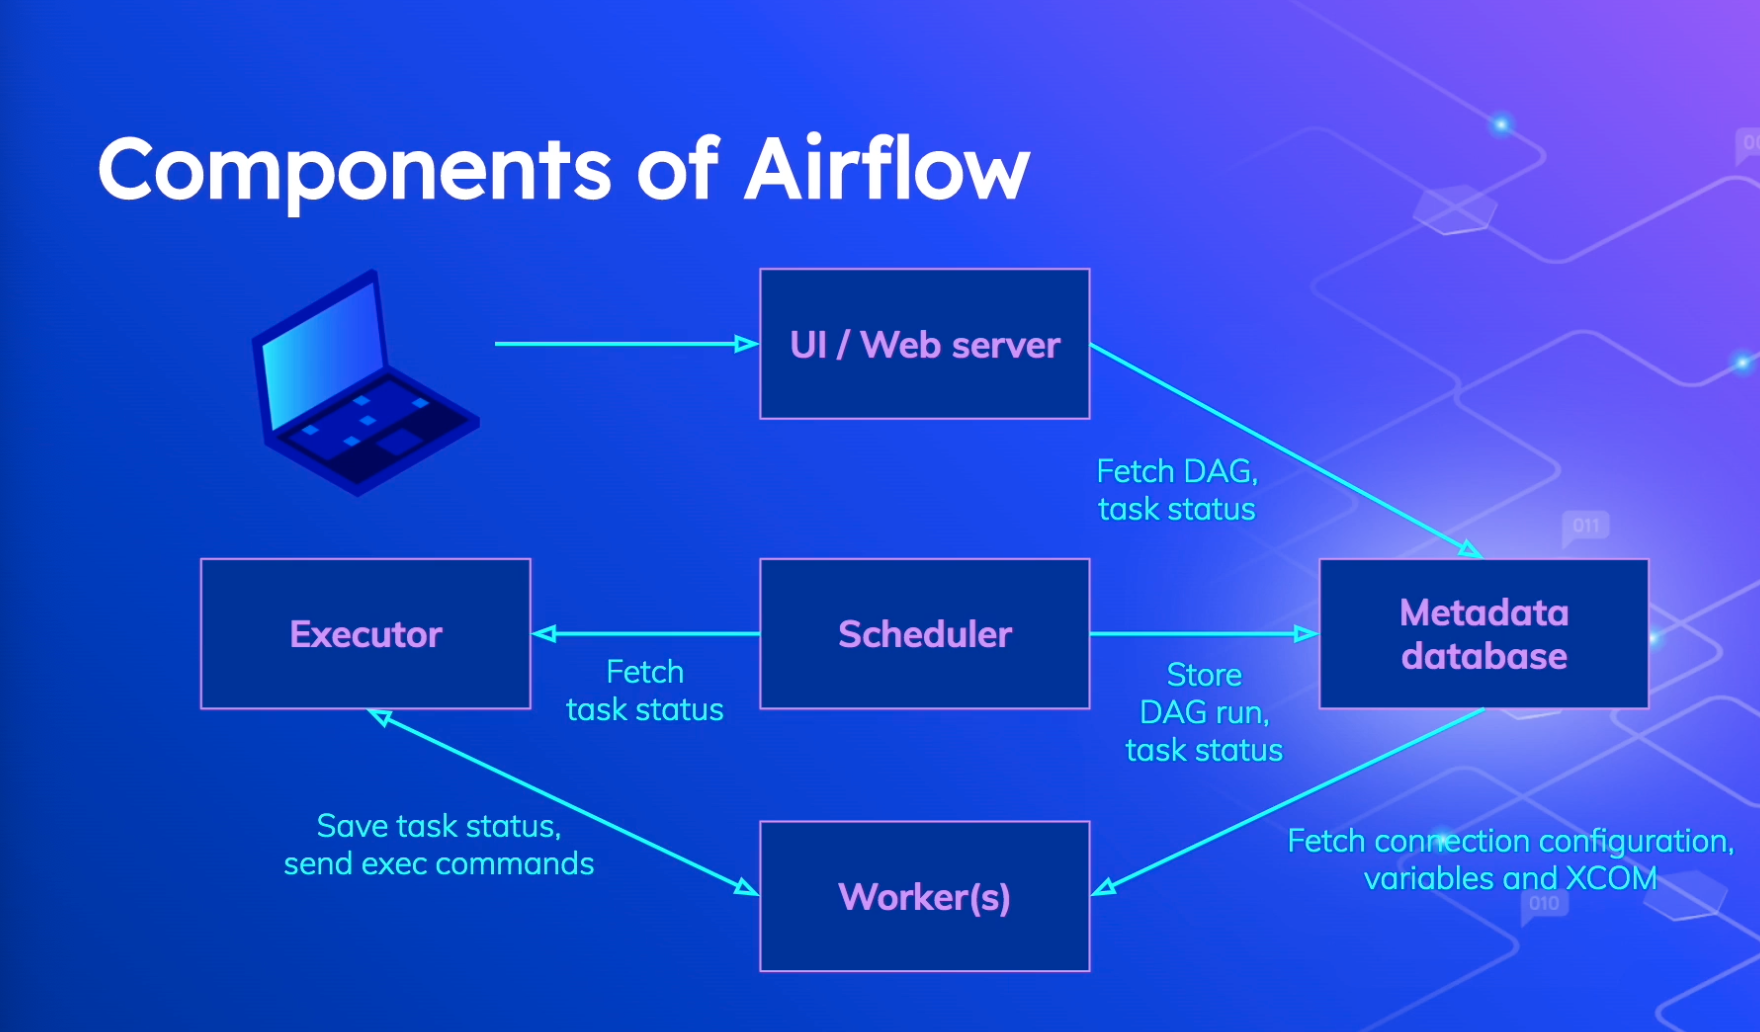 Components of Airflow
UI / Web server
Fetch DAG,
task status
011
Executor
Scheduler
Metadata
database
Fetch
task status
Store
DAG run,
task status
Save task status,
send exec commands
Worker(s)
Fetch connection configuration,
variables and XCOM
010